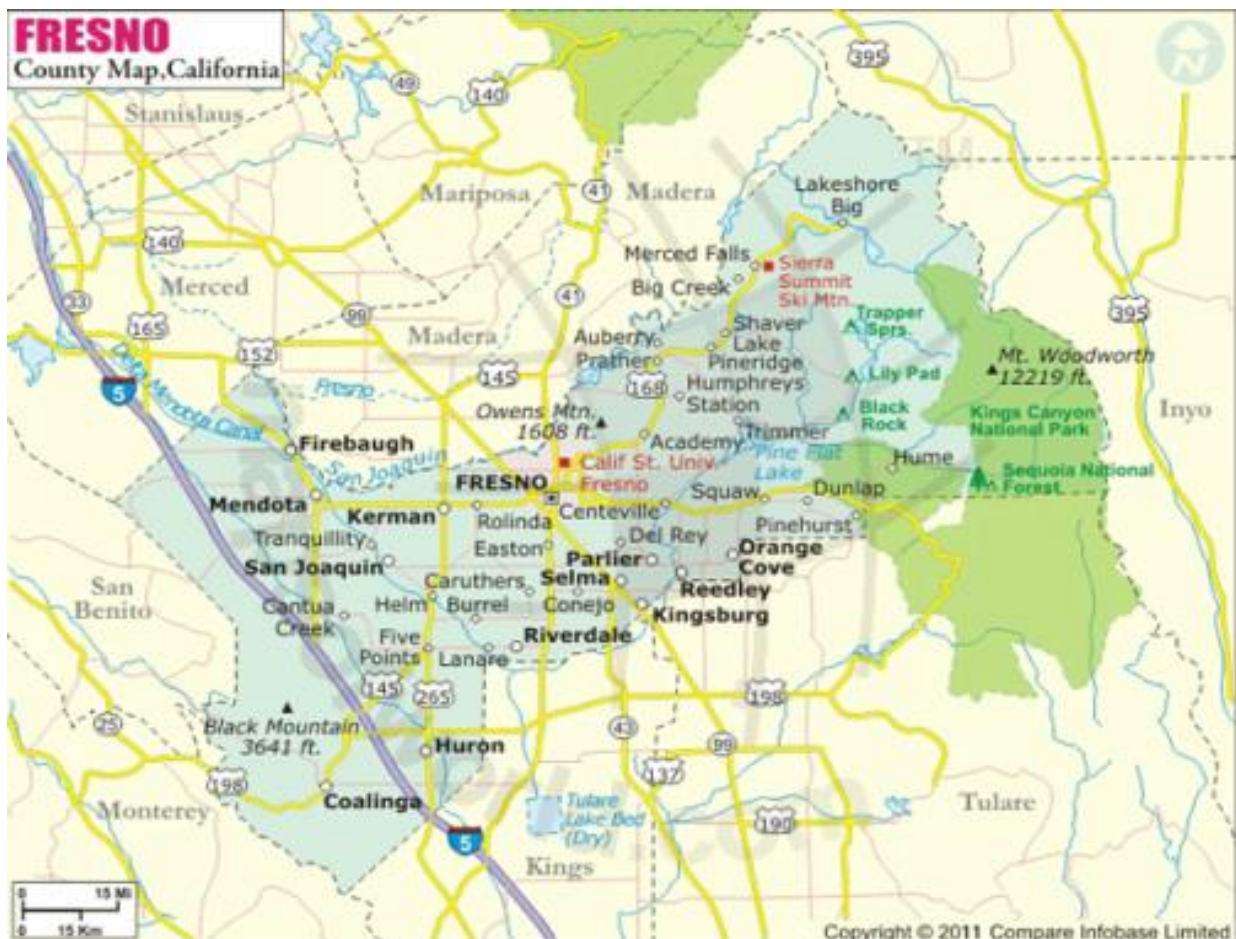 FRESNO
County Map,California
Stanislaus
49
140
395
41
Madera
Mariposa
Lakeshore
Big
140
Merced Falls
Sierra
Summit
Ski Mtn.
Big Creek
Merced
33
41
99
165
Madera
Trapper
Sprs.
395
Auberry
Shaver
Lake
152
Prather
Pineridge
Mt. Woodworth
12219 ft.
5
Delta Mendota Canal
Fresno
145
168
Humphreys
Station
Lily Pad
Inyo
Owens Mtn.
1608 ft.
Black
Rock
Kings Canyon
National Park
Firebaugh
Academy
Trimmer
San Joaquin
Calif St. Univ.
Fresno
Pine Flat
Lake
Hume
Sequoia National
Forest
FRESNO
Mendota
Kerman
Rolinda
Centeville
Squaw
Dunlap
Pinehurst
Tranquillity
Easton
Del Rey
San Joaquin
Parlier
Orange
Cove
San
Benito
Caruthers
Selma
Reedley
Cantua
Creek
Helm
Burrel
Conejo
Kingsburg
Five
Points
Lanare
Riverdale
145
265
198
25
Black Mountain
3641 ft.
43
99
Huron
137
198
Coalinga
Monterey
Tulare
Lake Bed
(Dry)
Tulare
190
5
Kings
0 15 Mi
0 15 Km
N
Copyright © 2011 Compare Infobase Limited